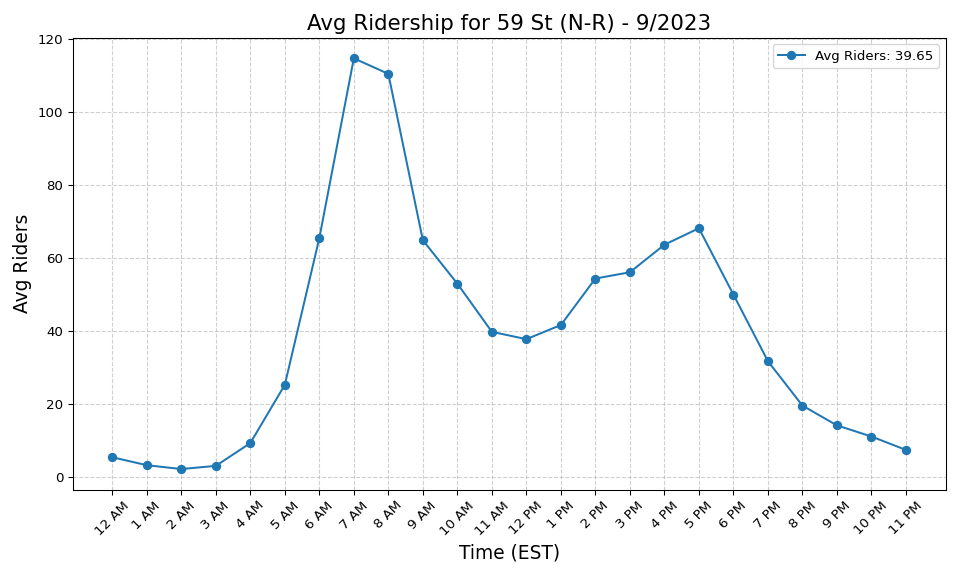 Avg Ridership for 59 St (N-R) - 9/2023
Avg Riders: 39.65
Avg Riders
120
100
80
60
40
20
0
12 AM
1 AM
2 AM
3 AM
4 AM
5 AM
6 AM
7 AM
8 AM
9 AM
10 AM
11 AM
12 PM
1 PM
2 PM
3 PM
4 PM
5 PM
6 PM
7 PM
8 PM
9 PM
10 PM
11 PM
Time (EST)